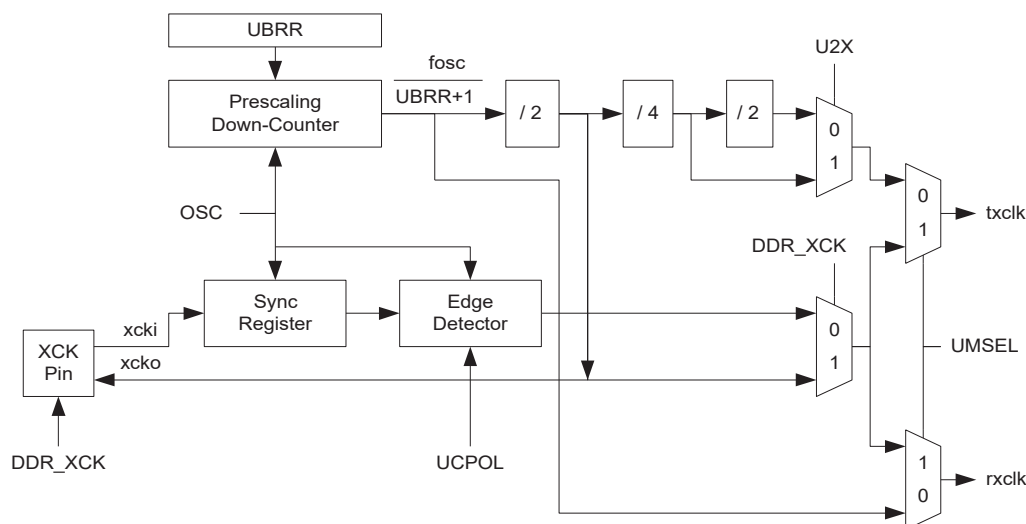 UBRR
U2X
fosc
Prescaling
Down-Counter
UBRR+1
/ 2
/ 4
/ 2
0
1
OSC
0
1
txclk
DDR_XCK
Sync
Register
Edge
Detector
xcki
XCK
Pin
xcko
0
1
UMSEL
DDR_XCK
UCPOL
1
0
rxclk